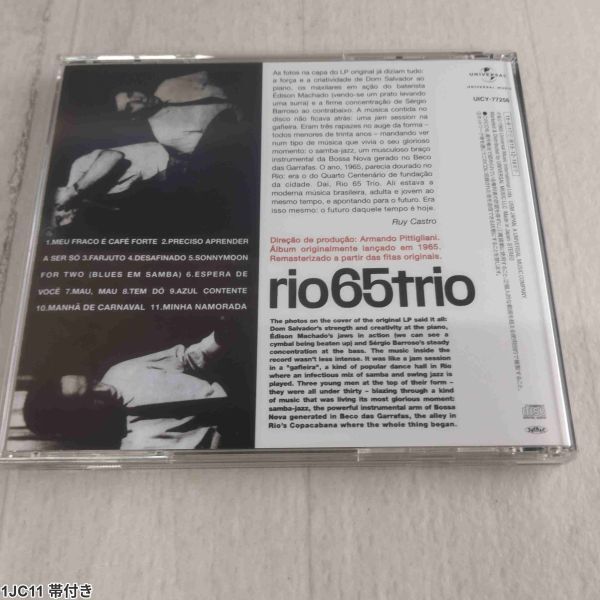 As fotos na capa do LP original já diziam tudo:
a força e a criatividade de Dom Salvador ao
piano, os maxilares em ação do baterista
Édison Machado (vendo-se um prato levando
uma surra) e a firme concentração de Sérgio
Barroso ao contrabaixo. A música contida no
disco não ficava atrás: uma jam session na
gafieira. Eram três rapazes no auge da forma –
todos menores de trinta anos – mandando ver
num tipo de música que vivia o seu glorioso
momento: o samba-jazz, um musculoso braço
instrumental da Bossa Nova gerado no Beco
das Garrafas. O ano, 1965, parecia dourado no
Rio: era o do Quarto Centenário de fundação
da cidade. Daí, Rio 65 Trio. Ali estava a
moderna música brasileira, adulta e jovem ao
mesmo tempo, e apontando para o futuro. Era
isso mesmo: o futuro daquele tempo é hoje.
Ruy Castro
Direção de produção: Armando Pittigliani.
Álbum originalmente lançado em 1965.
Remasterizado a partir das fitas originais.
rio65trio
The photos on the cover of the original LP said it all:
Dom Salvador's strength and creativity at the piano,
Édison Machado's jaws in action (we can see a
cymbal being beaten up) and Sérgio Barroso's steady
concentration at the bass. The music inside the
record wasn't less intense. It was like a jam session
in a "gafieira", a kind of popular dance hall in Rio
where an infectious mix of samba and swing jazz is
played. Three young men at the top of their form –
they were all under thirty – blazing through a kind
of music that was living its most glorious moment:
samba-jazz, the powerful instrumental arm of Bossa
Nova generated in Beco das Garrafas, the alley in
Rio's Copacabana where the whole thing began.
1.MEU FRACO É CAFÉ FORTE 2.PRECISO APRENDER
A SER SÓ 3.FARJUTO 4.DESAFINADO 5.SONNYMOON
FOR TWO (BLUES EM SAMBA) 6.ESPERA DE
VOCÊ 7.MAU, MAU 8.TEM DÓ 9.AZUL CONTENTE
10.MANHÃ DE CARNAVAL 11.MINHA NAMORADA
UNIVERSAL
UNIVERSAL MUSIC
UICY-77256
1JC11 帯付き